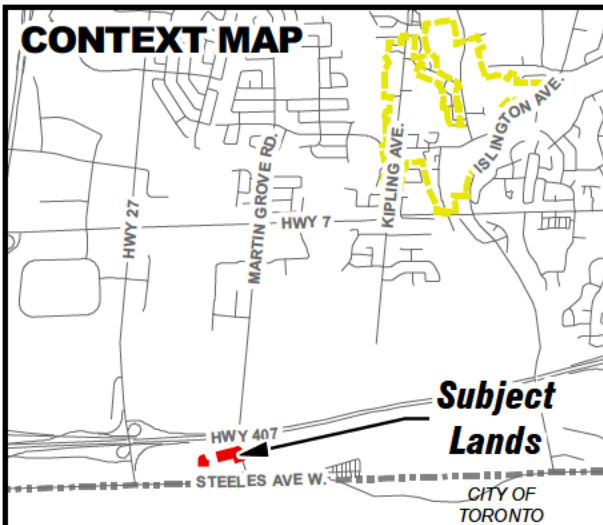 CONTEXT MAP
ISLINGTON AVE.
KIPLING AVE.
MARTIN GROVE RD.
HWY 27
HWY 7
Subject
Lands
HWY 407
STEELES AVE W.
CITY OF
TORONTO